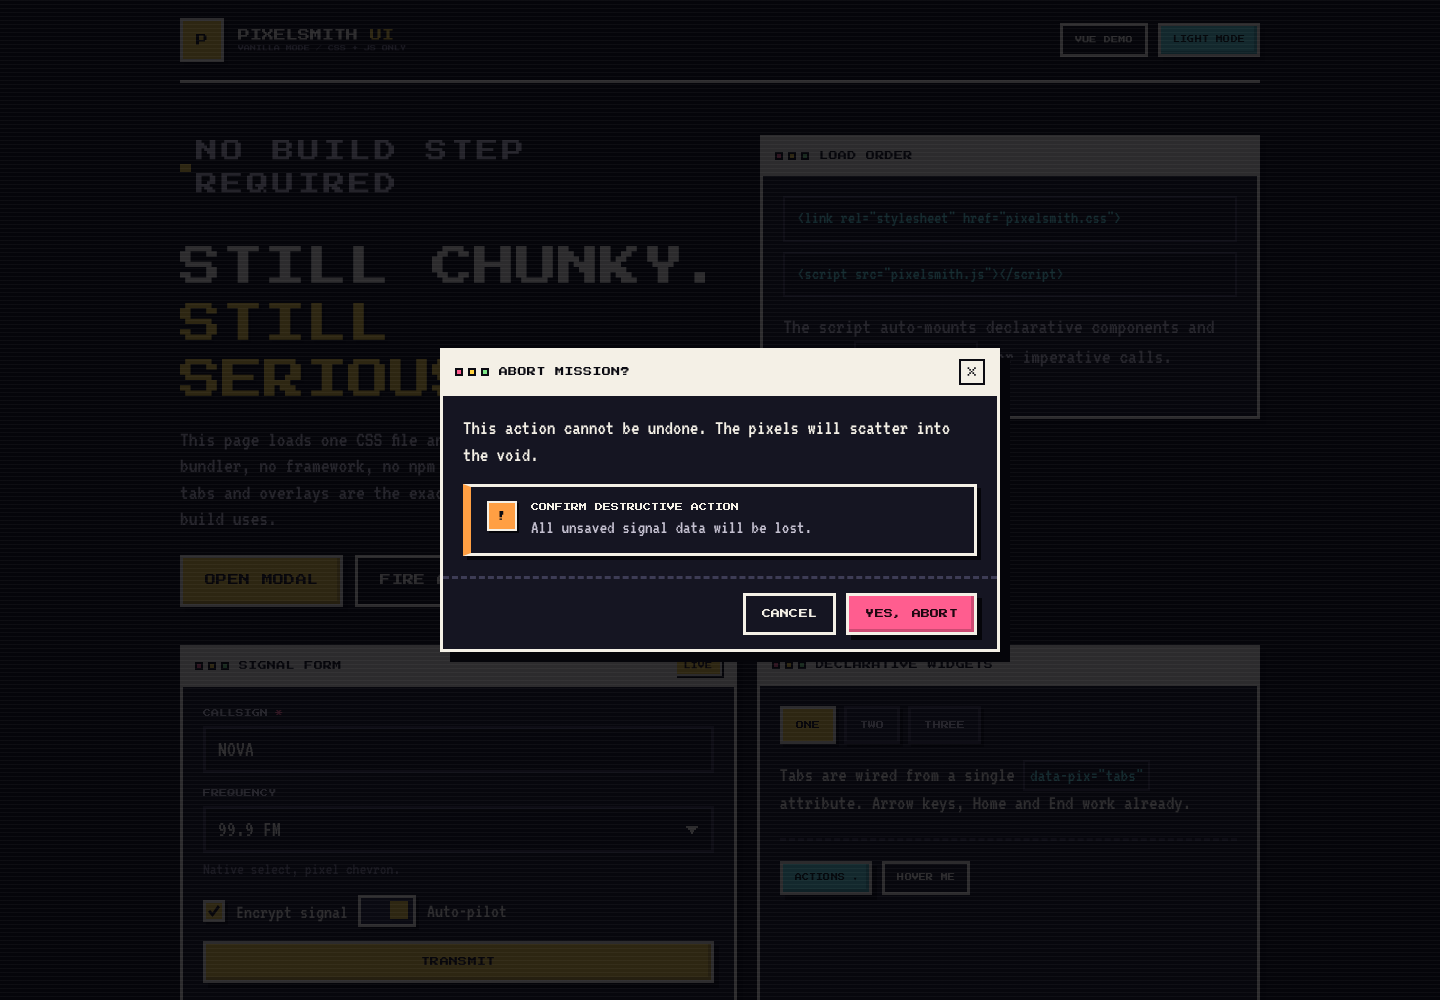 P
PIXELSMITH UI
VANILLA MODE / CSS + JS ONLY
VUE DEMO
LIGHT MODE
NO BUILD STEP
REQUIRED
STILL CHUNKY.
STILL
SERIOUS
This page loads one CSS file
bundler, no framework, no npm
tabs and overlays are the
build uses.
OPEN MODAL
FIRE
LOAD ORDER
<link rel="stylesheet" href="pixelsmith.css">
<script src="pixelsmith.js"></script>
The script auto-mounts declarative components and
imperative calls.
ABORT MISSION?
X
This action cannot be undone. The pixels will scatter into
the void.
!
CONFIRM DESTRUCTIVE ACTION
All unsaved signal data will be lost.
CANCEL
YES, ABORT
SIGNAL FORM
LIVE
CALLSIGN *
NOVA
FREQUENCY
99.9 FM
Native select, pixel chevron.
Encrypt signal
Auto-pilot
TRANSMIT
DECLARATIVE WIDGETS
ONE
TWO
THREE
Tabs are wired from a single data-pix="tabs"
attribute. Arrow keys, Home and End work already.
ACTIONS .
HOVER ME